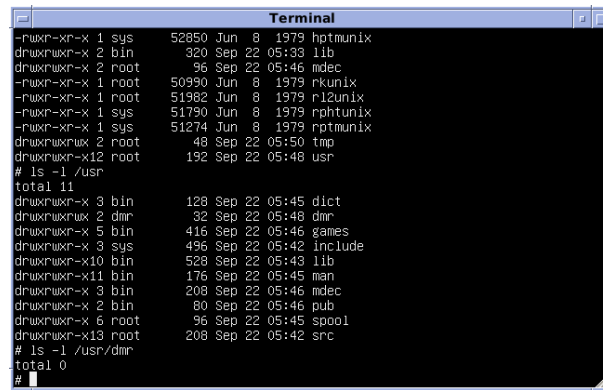 Terminal
-rwxr-xr-x 1 sys     52850 Jun  8  1979 hptmunix
drwxrwxr-x 2 bin       320 Sep 22 05:33 lib
drwxrwxr-x 2 root       96 Sep 22 05:46 mdec
-rwxr-xr-x 1 root    50990 Jun  8  1979 rkunix
-rwxr-xr-x 1 root    51982 Jun  8  1979 rl2unix
-rwxr-xr-x 1 sys     51790 Jun  8  1979 rphtunix
-rwxr-xr-x 1 sys     51274 Jun  8  1979 rptmunix
drwxrwxrwx 2 root       48 Sep 22 05:50 tmp
drwxrwxr-x12 root      192 Sep 22 05:48 usr
# ls -l /usr
total 11
drwxrwxr-x 3 bin       128 Sep 22 05:45 dict
drwxrwxrwx 2 dmr        32 Sep 22 05:48 dmr
drwxrwxr-x 5 bin       416 Sep 22 05:46 games
drwxrwxr-x 3 sys       496 Sep 22 05:42 include
drwxrwxr-x10 bin       528 Sep 22 05:43 lib
drwxrwxr-x11 bin       176 Sep 22 05:45 man
drwxrwxr-x 3 bin       208 Sep 22 05:46 mdec
drwxrwxr-x 2 bin        80 Sep 22 05:46 pub
drwxrwxr-x 6 root       96 Sep 22 05:45 spool
drwxrwxr-x13 root      208 Sep 22 05:42 src
# ls -l /usr/dmr
total 0
#